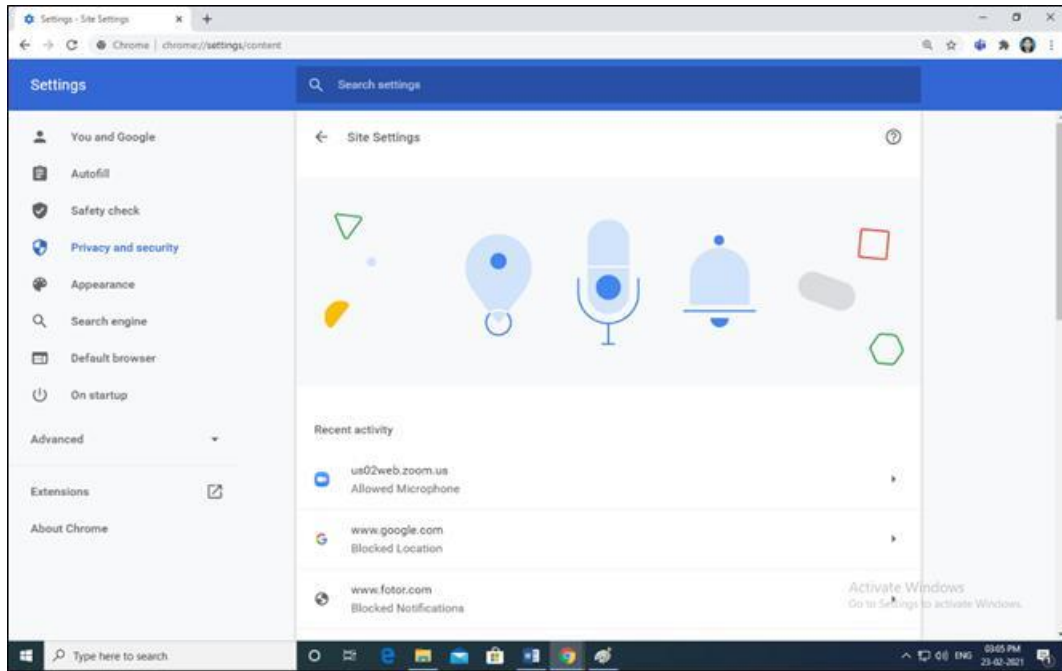 Settings - Site Settings
Chrome | chrome://settings/content
Settings
Search settings
You and Google
Autofill
Safety check
Privacy and security
Appearance
Search engine
Default browser
On startup
Advanced
Extensions
About Chrome
Site Settings
Recent activity
us02web.zoom.us
Allowed Microphone
www.google.com
Blocked Location
www.fotor.com
Blocked Notifications
Activate Windows
Go to Settings to activate Windows.
Type here to search
ENG
03:05 PM
23-02-2021